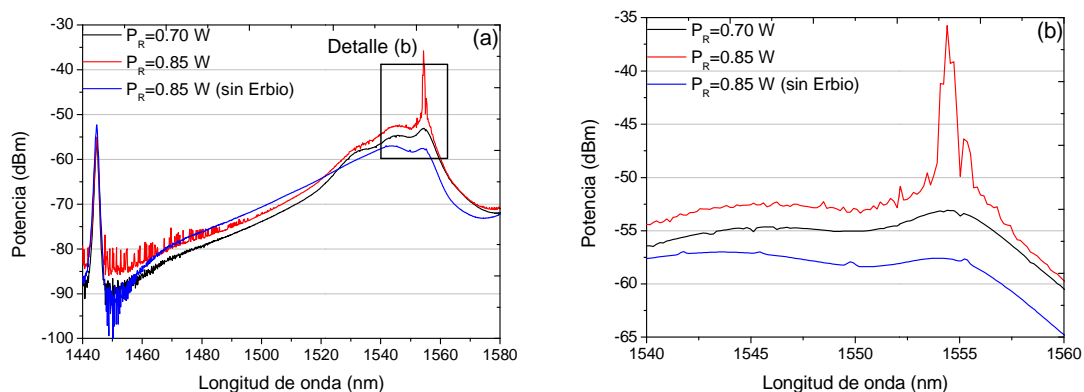 (a)
P_R=0.70 W
P_R=0.85 W
P_R=0.85 W (sin Erbio)
Detalle (b)
Potencia (dBm)
-30
-40
-50
-60
-70
-80
-90
-100
1440 1460 1480 1500 1520 1540 1560 1580
Longitud de onda (nm)
(b)
P_R=0.70 W
P_R=0.85 W
P_R=0.85 W (sin Erbio)
Potencia (dBm)
-35
-40
-45
-50
-55
-60
-65
1540 1545 1550 1555 1560
Longitud de onda (nm)